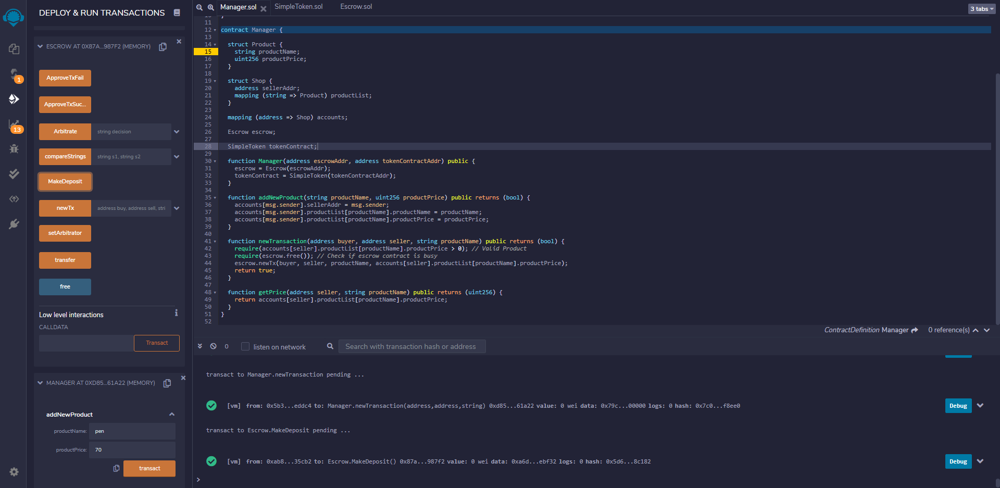 DEPLOY & RUN TRANSACTIONS
ESCROW AT 0X87A...987F2 (MEMORY)
ApproveTxFail
ApproveTxSuc...
Arbitrate string decision
compareStrings string s1, string s2
MakeDeposit
newTx address buy, address sell, stri
setArbitrator
transfer
free
Low level interactions
CALLDATA
Transact
MANAGER AT 0XD85...61A22 (MEMORY)
addNewProduct
productName: pen
productPrice: 70
transact
1
13
Manager.sol SimpleToken.sol Escrow.sol
3 tabs
11
12 contract Manager {
13
14 struct Product {
15 string productName;
16 uint256 productPrice;
17 }
18
19 struct Shop {
20 address sellerAddr;
21 mapping (string => Product) productList;
22 }
23
24 mapping (address => Shop) accounts;
25
26 Escrow escrow;
27
28 SimpleToken tokenContract;
29
30 function Manager(address escrowAddr, address tokenContractAddr) public {
31 escrow = Escrow(escrowAddr);
32 tokenContract = SimpleToken(tokenContractAddr);
33 }
34
35 function addNewProduct(string productName, uint256 productPrice) public returns (bool) {
36 accounts[msg.sender].sellerAddr = msg.sender;
37 accounts[msg.sender].productList[productName].productName = productName;
38 accounts[msg.sender].productList[productName].productPrice = productPrice;
39 }
40
41 function newTransaction(address buyer, address seller, string productName) public returns (bool) {
42 require(accounts[seller].productList[productName].productPrice > 0); // Valid Product
43 require(escrow.free()); // Check if escrow contract is busy
44 escrow.newTx(buyer, seller, productName, accounts[seller].productList[productName].productPrice);
45 return true;
46 }
47
48 function getPrice(address seller, string productName) public returns (uint256) {
49 return accounts[seller].productList[productName].productPrice;
50 }
51 }
52
ContractDefinition Manager 0 reference(s)
0 listen on network Search with transaction hash or address
transact to Manager.newTransaction pending ...
[vm] from: 0x5b3...eddc4 to: Manager.newTransaction(address,address,string) 0xd85...61a22 value: 0 wei data: 0x79c...00000 logs: 0 hash: 0x7c0...f8ee0 Debug
transact to Escrow.MakeDeposit pending ...
[vm] from: 0xab8...35cb2 to: Escrow.MakeDeposit() 0x87a...987f2 value: 0 wei data: 0xa6d...ebf32 logs: 0 hash: 0x5d6...8c182 Debug
>